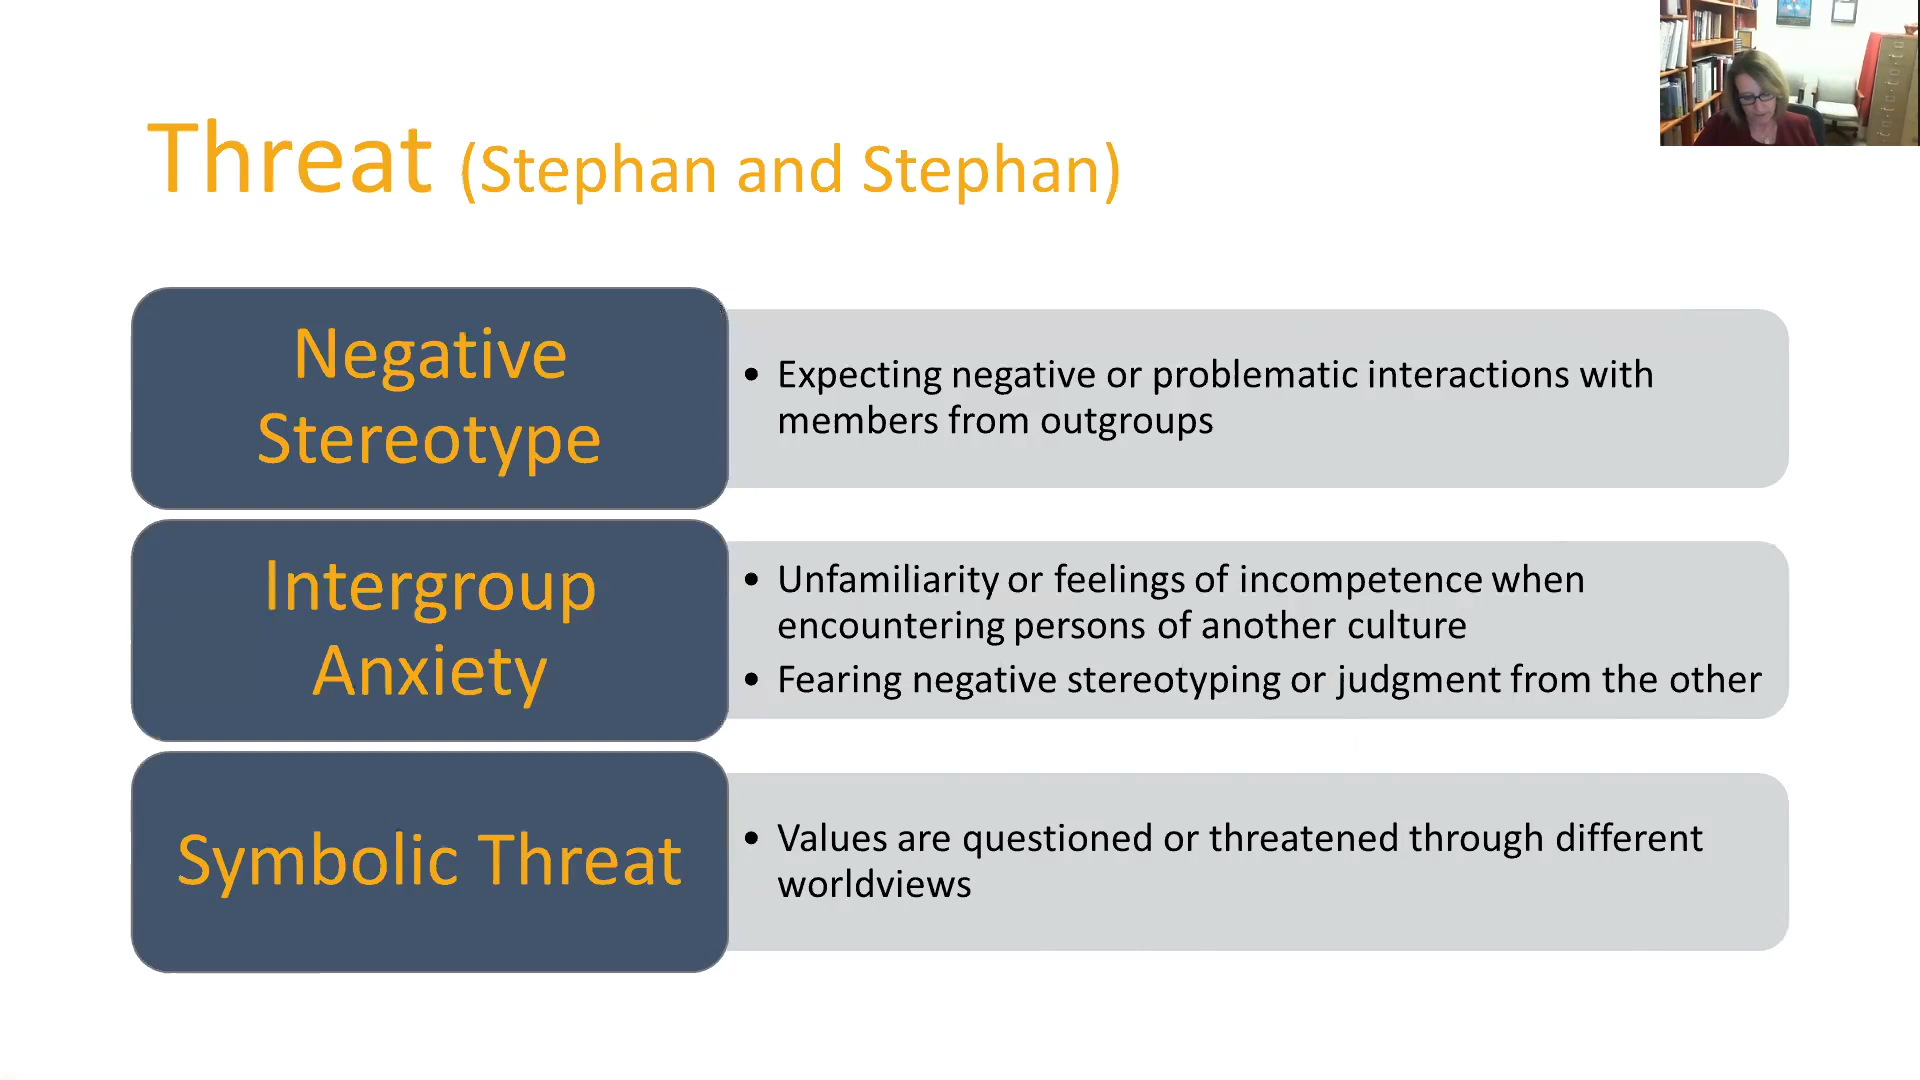 Threat (Stephan and Stephan)
Negative
Stereotype
• Expecting negative or problematic interactions with
members from outgroups
Intergroup
Anxiety
• Unfamiliarity or feelings of incompetence when
encountering persons of another culture
• Fearing negative stereotyping or judgment from the other
Symbolic Threat
• Values are questioned or threatened through different
worldviews